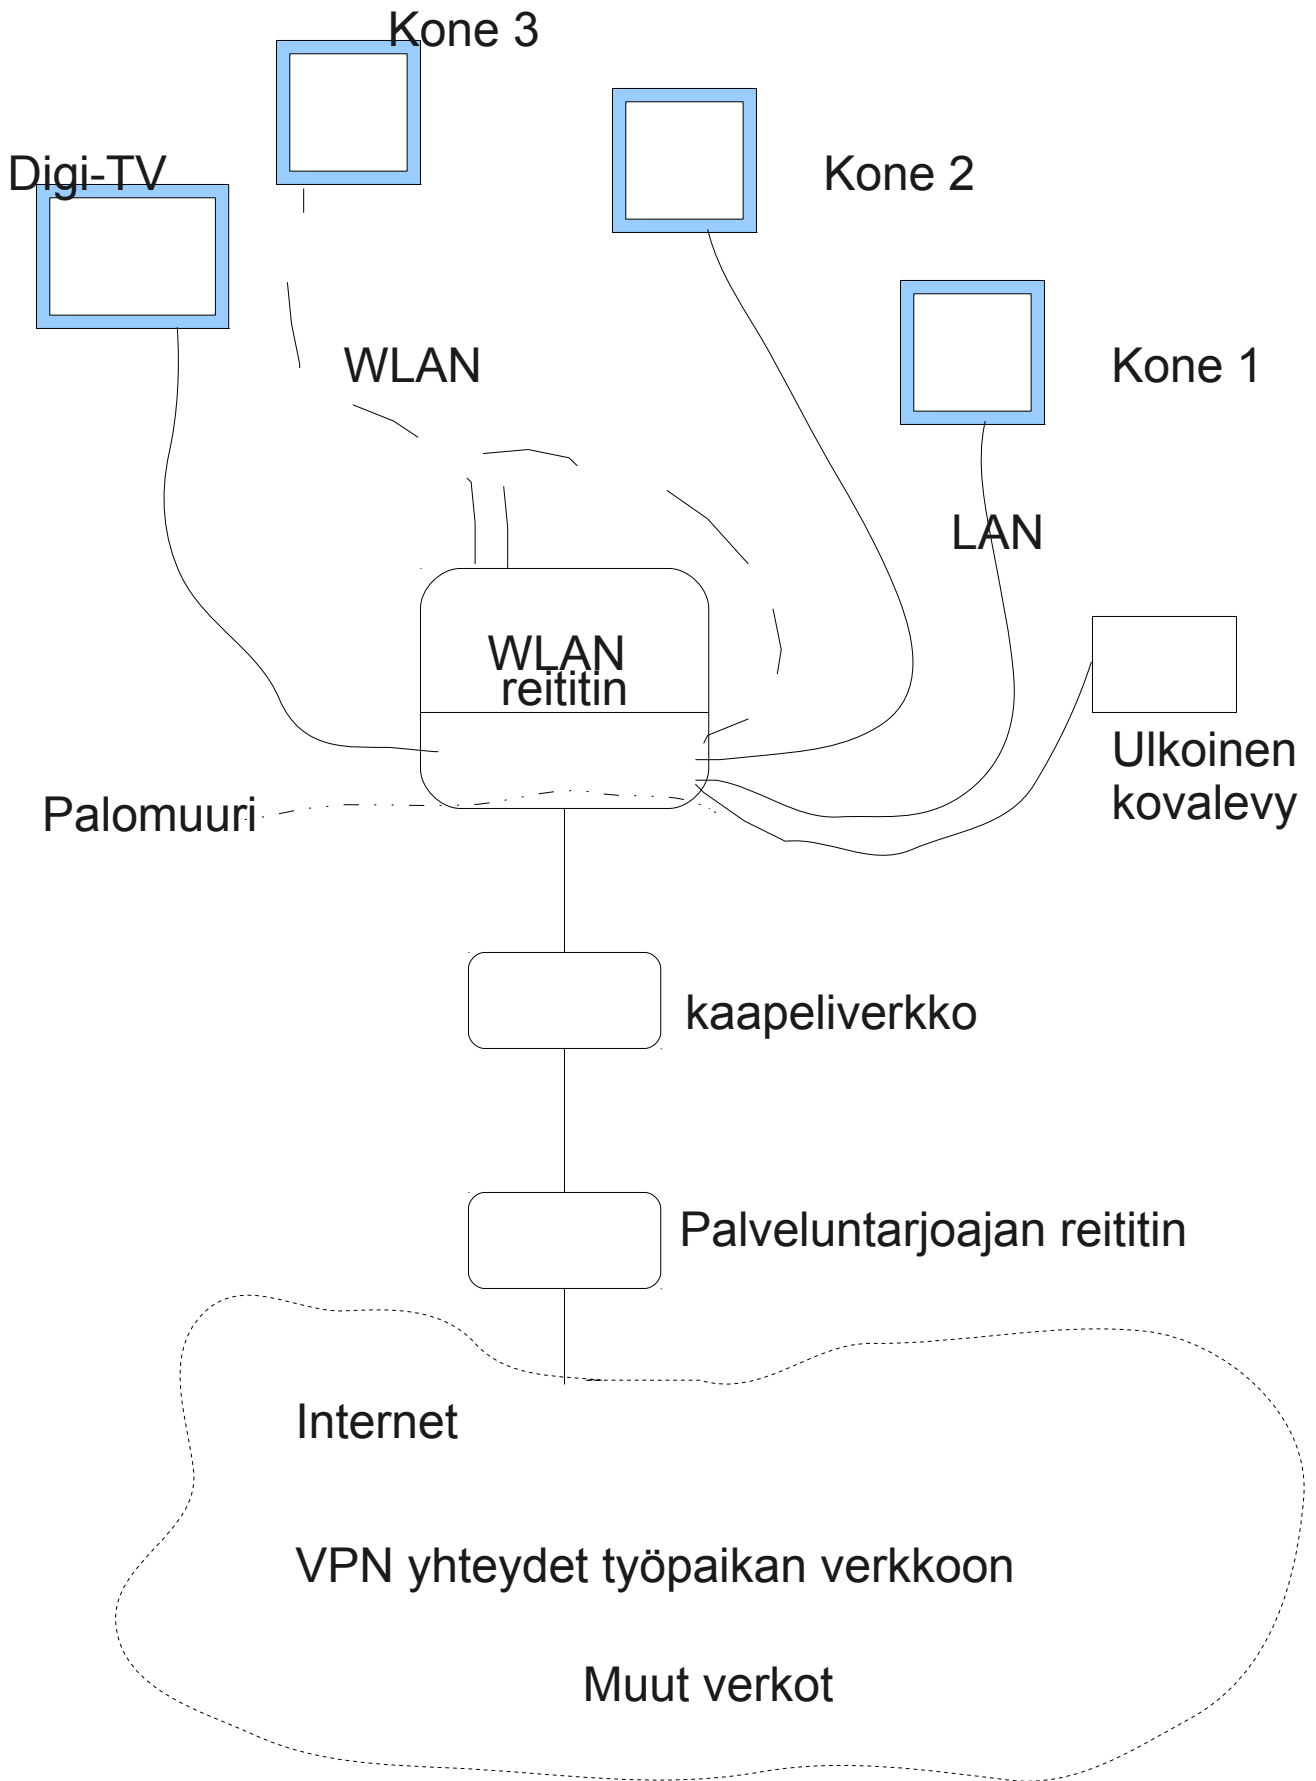 Kone 3
Digi-TV
Kone 2
WLAN
Kone 1
LAN
WLAN
reititin
Ulkoinen
kovalevy
Palomuuri
kaapeliverkko
Palveluntarjoajan reititin
Internet
VPN yhteydet työpaikan verkkoon
Muut verkot